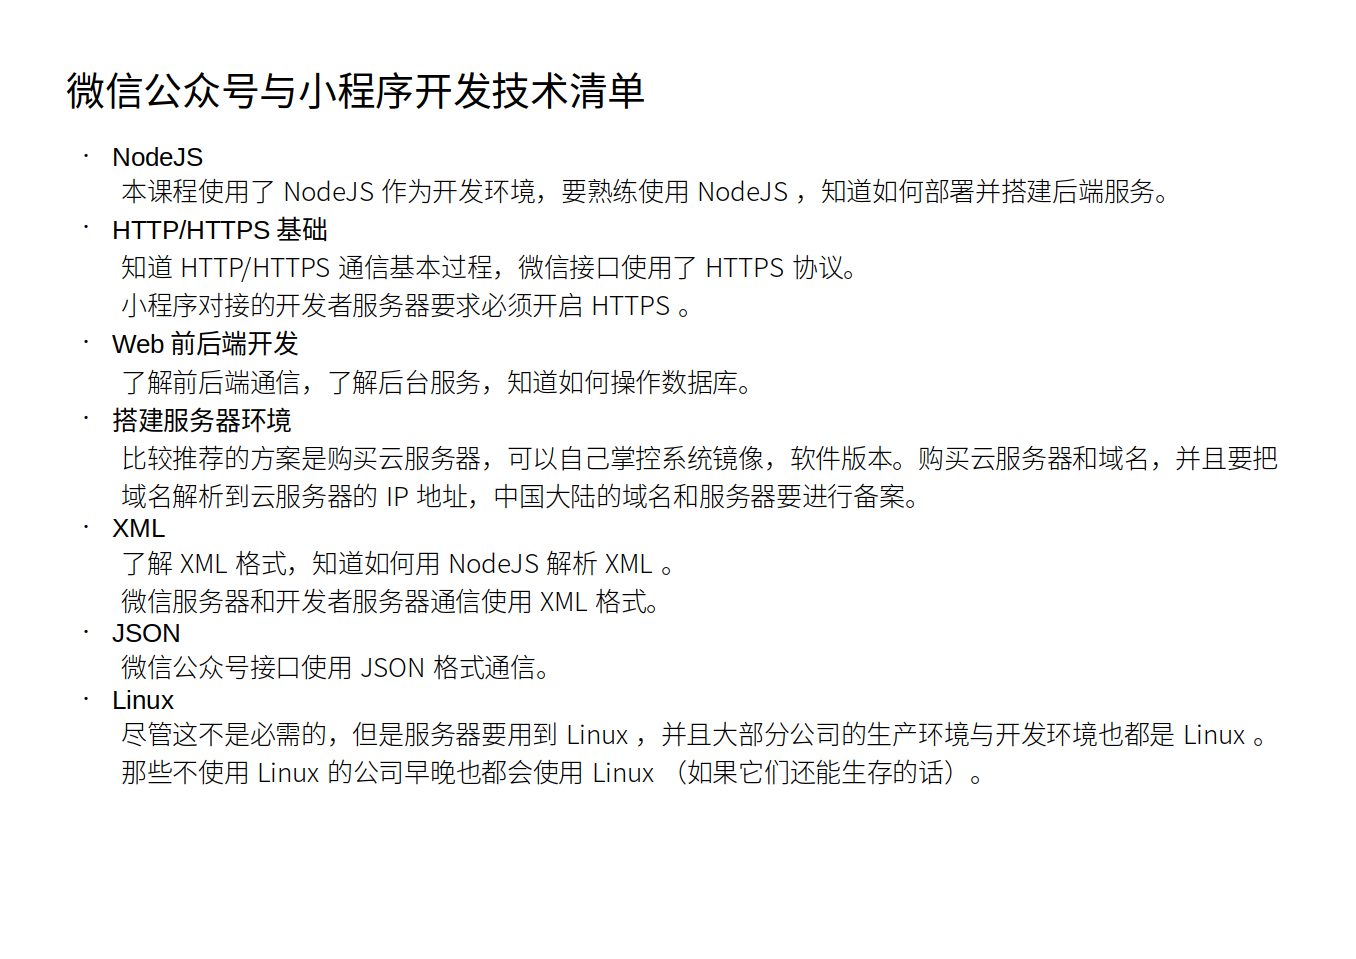 微信公众号与小程序开发技术清单
· NodeJS
本课程使用了 NodeJS 作为开发环境，要熟练使用 NodeJS ，知道如何部署并搭建后端服务。
· HTTP/HTTPS 基础
知道 HTTP/HTTPS 通信基本过程，微信接口使用了 HTTPS 协议。
小程序对接的开发者服务器要求必须开启 HTTPS 。
· Web 前后端开发
了解前后端通信，了解后台服务，知道如何操作数据库。
· 搭建服务器环境
比较推荐的方案是购买云服务器，可以自己掌控系统镜像，软件版本。购买云服务器和域名，并且要把
域名解析到云服务器的 IP 地址，中国大陆的域名和服务器要进行备案。
· XML
了解 XML 格式，知道如何用 NodeJS 解析 XML 。
微信服务器和开发者服务器通信使用 XML 格式。
· JSON
微信公众号接口使用 JSON 格式通信。
· Linux
尽管这不是必需的，但是服务器要用到 Linux ，并且大部分公司的生产环境与开发环境也都是 Linux 。
那些不使用 Linux 的公司早晚也都会使用 Linux （如果它们还能生存的话）。